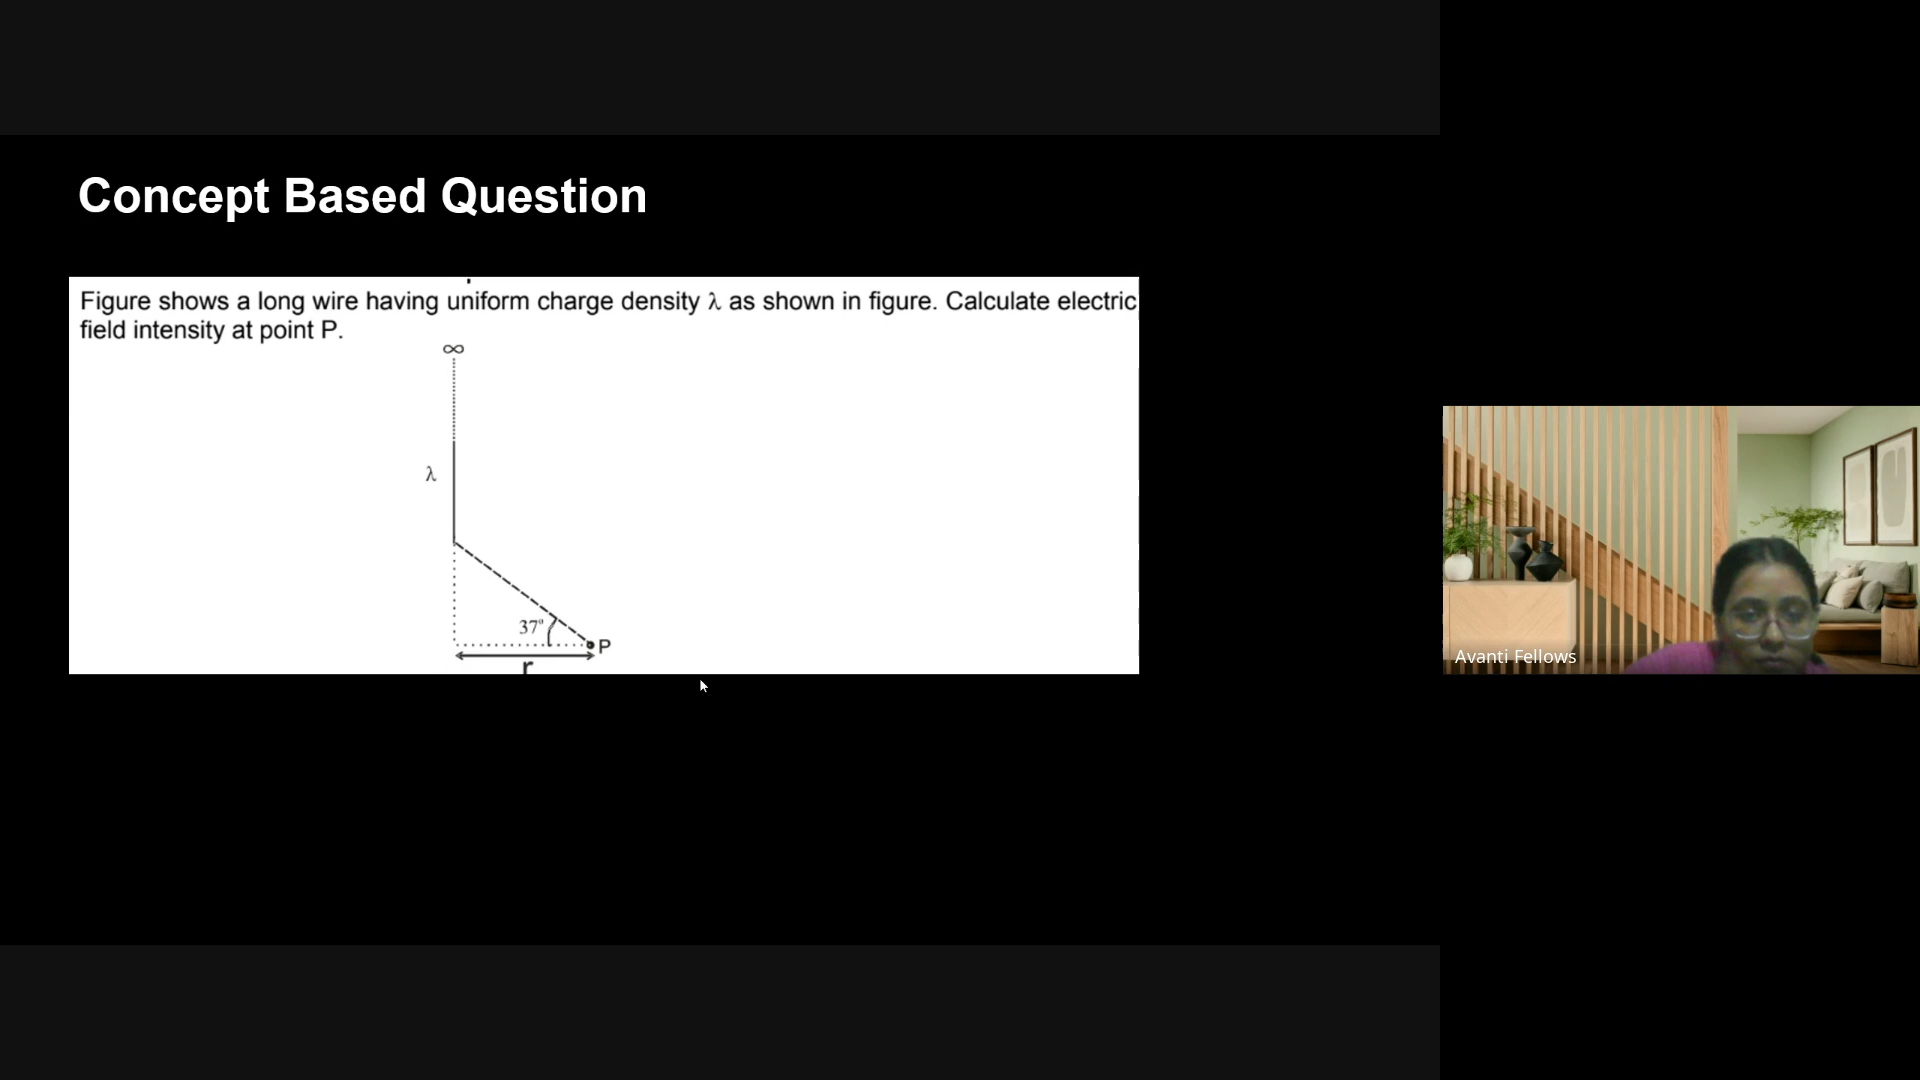 Concept Based Question
Figure shows a long wire having uniform charge density λ as shown in figure. Calculate electric
field intensity at point P.
∞
λ
37°
P
r
Avanti Fellows